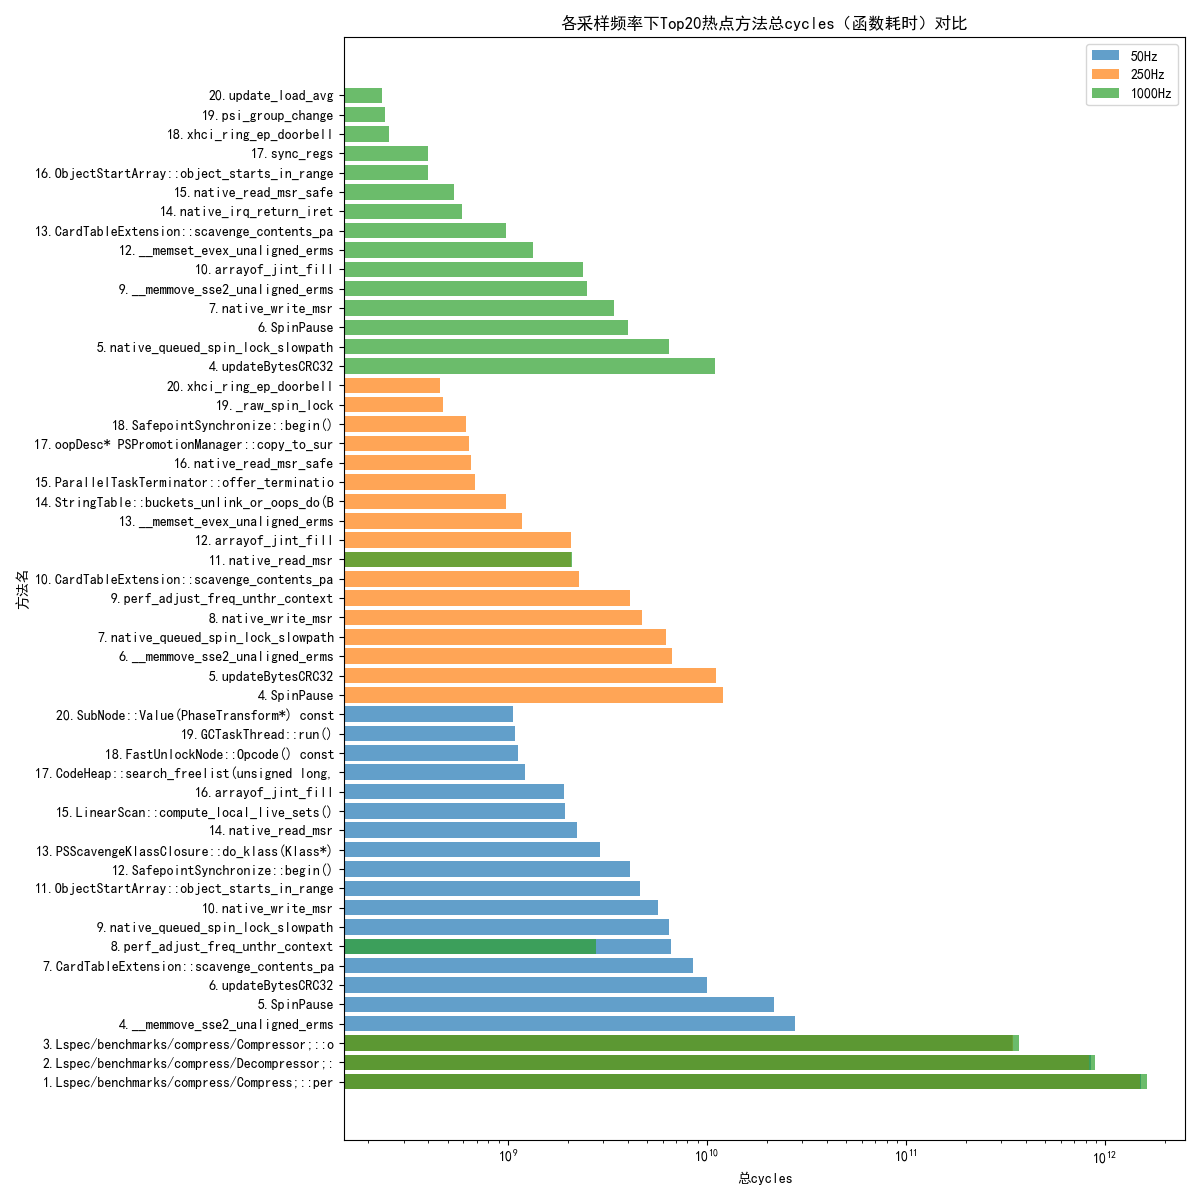 各采样频率下Top20热点方法总cycles（函数耗时）对比
50Hz
250Hz
1000Hz
20.update_load_avg
19.psi_group_change
18.xhci_ring_ep_doorbell
17.sync_regs
16.ObjectStartArray::object_starts_in_range
15.native_read_msr_safe
14.native_irq_return_iret
13.CardTableExtension::scavenge_contents_pa
12.__memset_evex_unaligned_erms
10.arrayof_jint_fill
9.__memmove_sse2_unaligned_erms
7.native_write_msr
6.SpinPause
5.native_queued_spin_lock_slowpath
4.updateBytesCRC32
20.xhci_ring_ep_doorbell
19._raw_spin_lock
18.SafepointSynchronize::begin()
17.oopDesc* PSPromotionManager::copy_to_sur
16.native_read_msr_safe
15.ParallelTaskTerminator::offer_terminatio
14.StringTable::buckets_unlink_or_oops_do(B
13.__memset_evex_unaligned_erms
12.arrayof_jint_fill
11.native_read_msr
10.CardTableExtension::scavenge_contents_pa
9.perf_adjust_freq_unthr_context
8.native_write_msr
7.native_queued_spin_lock_slowpath
6.__memmove_sse2_unaligned_erms
5.updateBytesCRC32
4.SpinPause
20.SubNode::Value(PhaseTransform*) const
19.GCTaskThread::run()
18.FastUnlockNode::Opcode() const
17.CodeHeap::search_freelist(unsigned long,
16.arrayof_jint_fill
15.LinearScan::compute_local_live_sets()
14.native_read_msr
13.PSScavengeKlassClosure::do_klass(Klass*)
12.SafepointSynchronize::begin()
11.ObjectStartArray::object_starts_in_range
10.native_write_msr
9.native_queued_spin_lock_slowpath
8.perf_adjust_freq_unthr_context
7.CardTableExtension::scavenge_contents_pa
6.updateBytesCRC32
5.SpinPause
4.__memmove_sse2_unaligned_erms
3.Lspec/benchmarks/compress/Compressor;::o
2.Lspec/benchmarks/compress/Decompressor;:
1.Lspec/benchmarks/compress/Compress;::per
方法名
10⁹ 10¹⁰ 10¹¹ 10¹²
总cycles